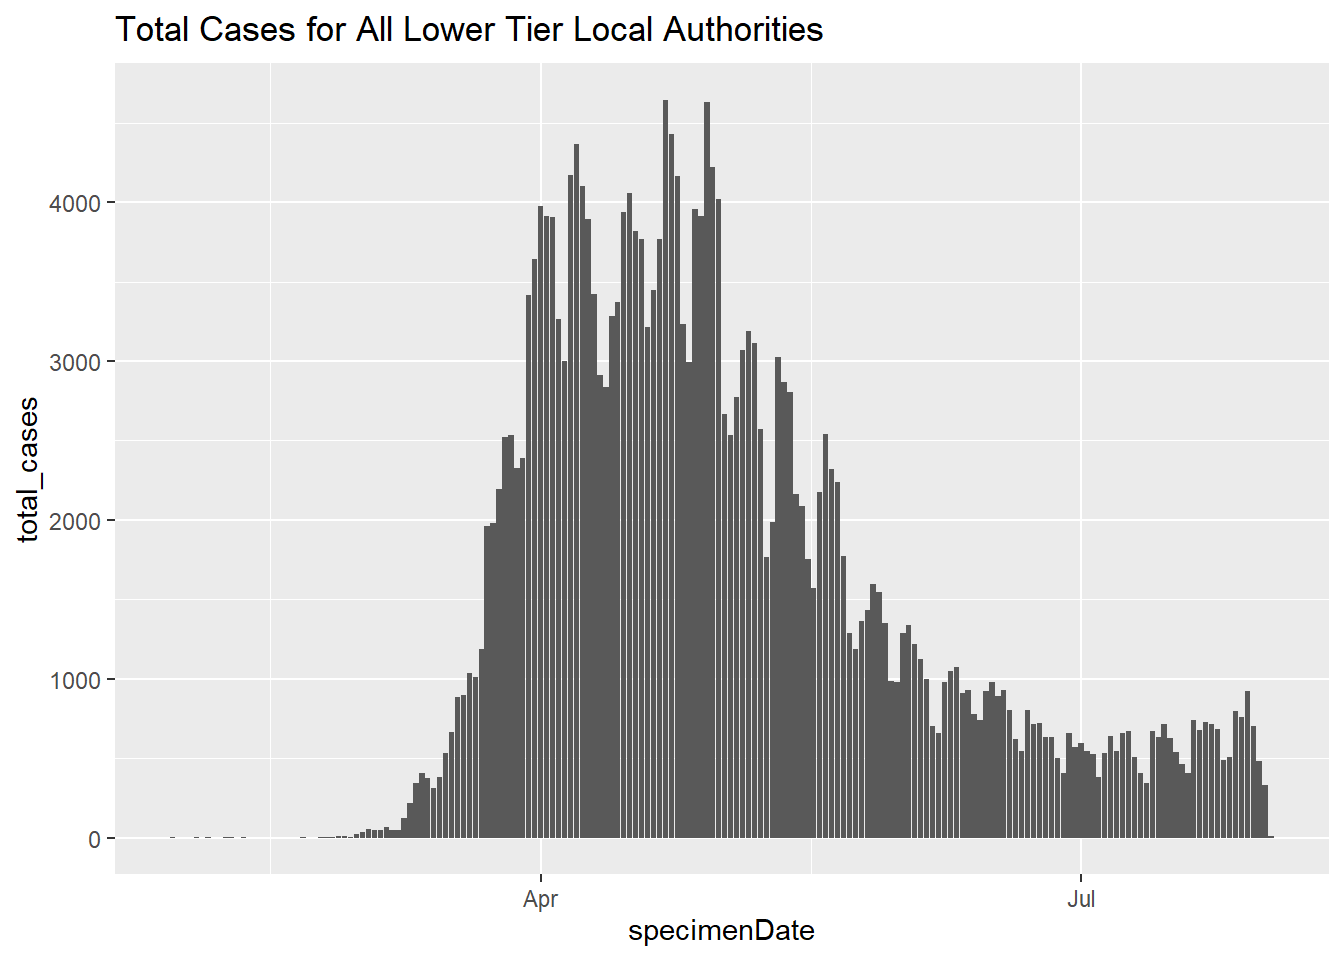 Total Cases for All Lower Tier Local Authorities
total_cases
4000
3000
2000
1000
0
Apr
Jul
specimenDate